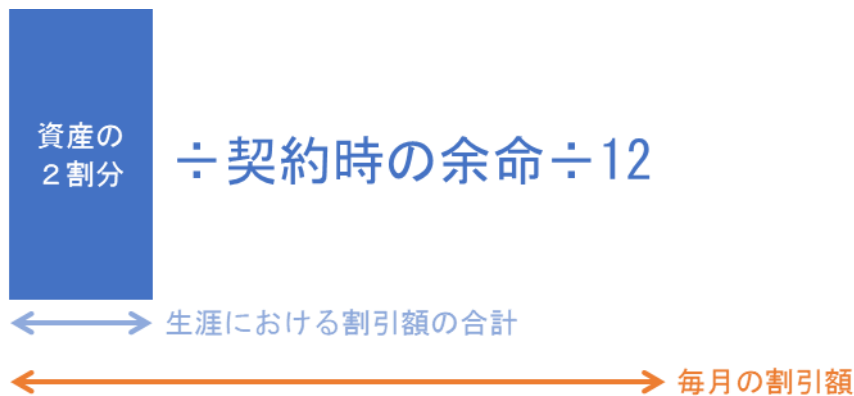 資産の
２割分
÷契約時の余命÷12
生涯における割引額の合計
毎月の割引額